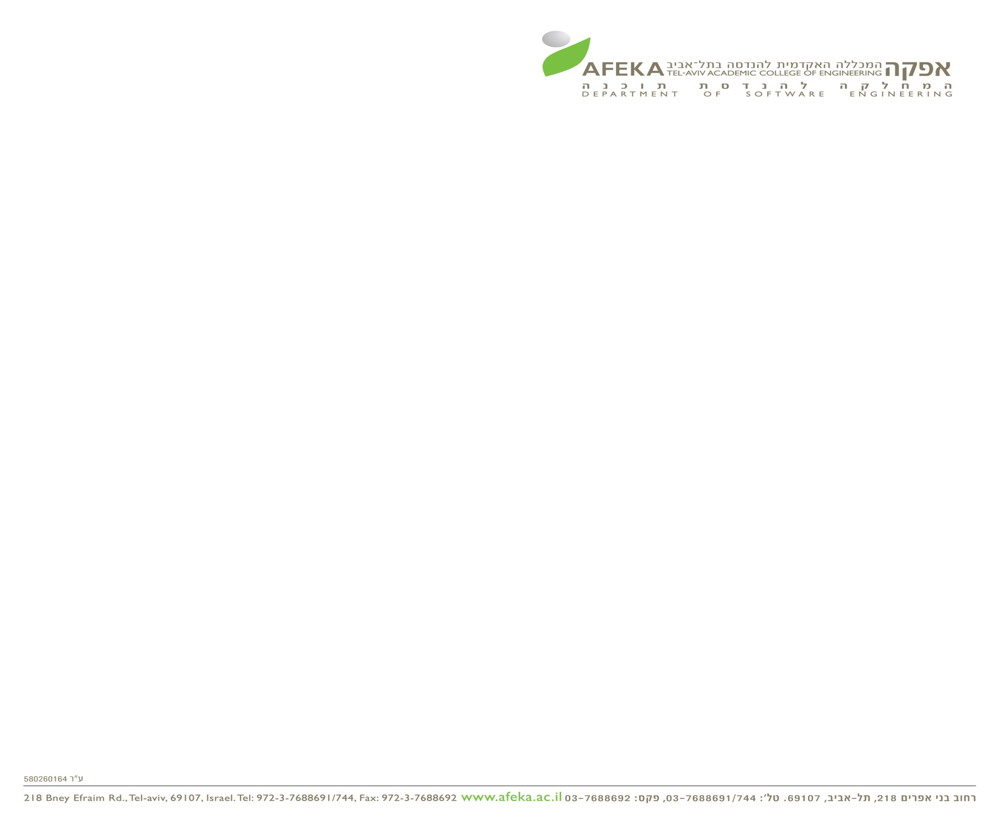 AFEKA המכללה האקדמית להנדסה בתל-אביב אפקה
TEL-AVIV ACADEMIC COLLEGE OF ENGINEERING
המחלקה להנדסת תוכנה
DEPARTMENT OF SOFTWARE ENGINEERING
ע"ר 580260164
218 Bney Efraim Rd., Tel-aviv, 69107, Israel. Tel: 972-3-7688691/744, Fax: 972-3-7688692 www.afeka.ac.il רחוב בני אפרים 218, תל-אביב, 69107. טל': 03-7688691/744, פקס: 03-7688692